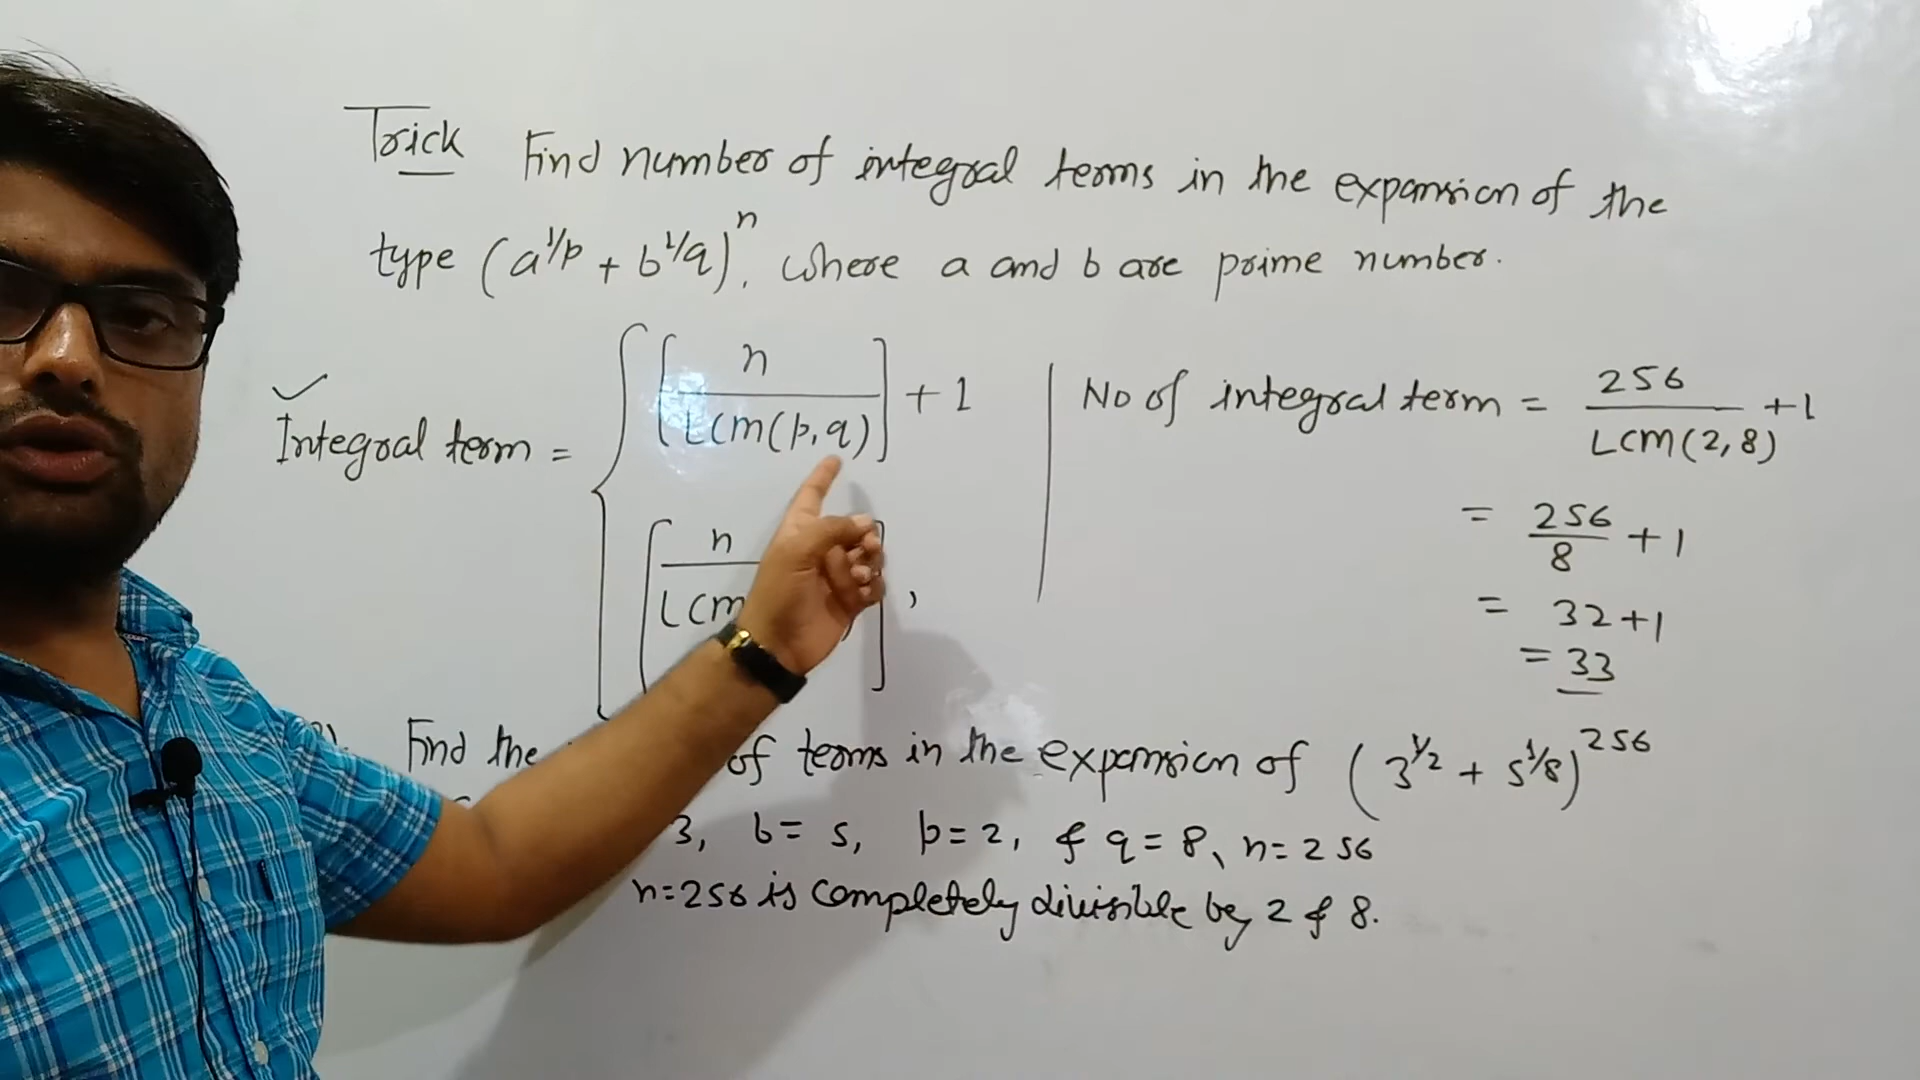 Trick Find number of integral terms in the expansion of the
type (a^1/p + b^1/q)^n, where a and b are prime number.
Integral term = { [n / LCM(p,q)] + 1
[n / LCM ],
No of integral term = 256 / LCM(2,8) +1
= 256/8 + 1
= 32+1
= 33
Find the of terms in the expansion of (3^1/2 + 5^1/8)^256
3, b = 5, p = 2, & q = 8, n = 256
n=256 is completely divisible by 2 & 8.